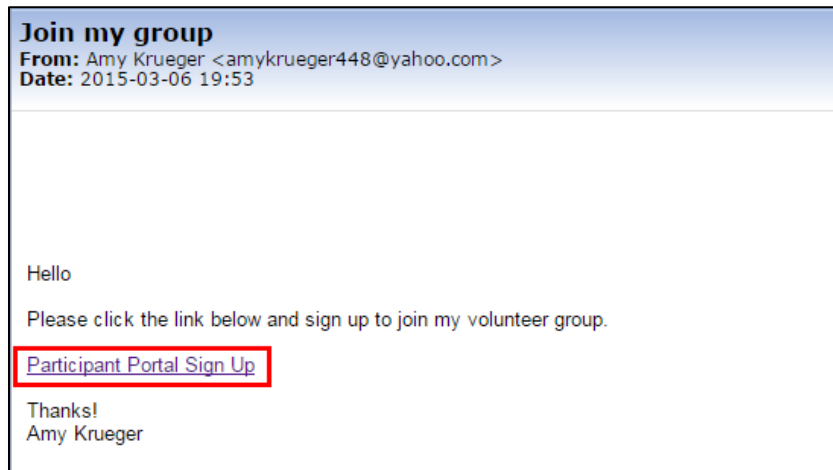 Join my group
From: Amy Krueger <amykrueger448@yahoo.com>
Date: 2015-03-06 19:53
Hello
Please click the link below and sign up to join my volunteer group.
Participant Portal Sign Up
Thanks!
Amy Krueger